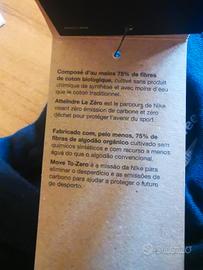 Composé d'au moins 75% de fibres
de coton biologique, cultivé sans produit
chimique de synthèse et avec moins d'eau
que le coton traditionnel.
Atteindre Le Zéro est le parcours de Nike
visant zéro émission de carbone et zéro
déchet pour protéger l'avenir du sport.
Fabricado com, pelo menos, 75% de
fibras de algodão orgânico cultivado sem
químicos sintéticos e com recurso a menos
água do que o algodão convencional.
Move To Zero é a missão da Nike para
eliminar o desperdício e as emissões de
carbono para ajudar a proteger o futuro
do desporto.
subito